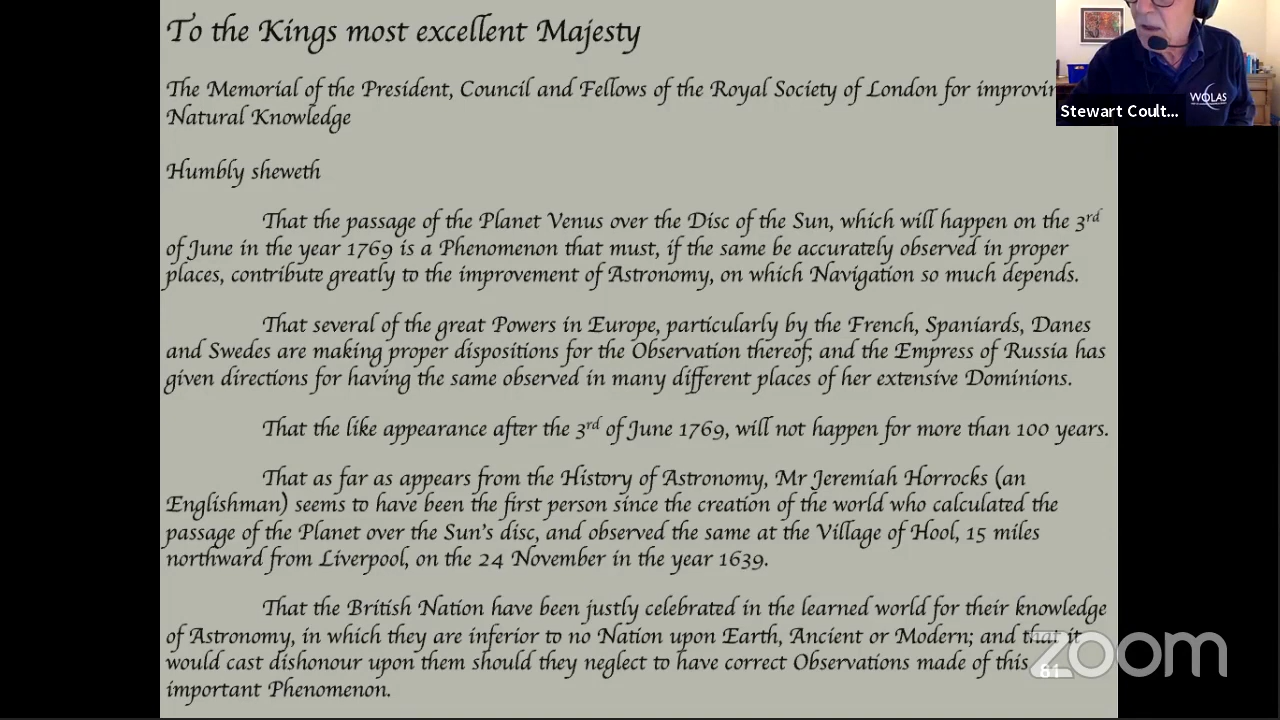 To the Kings most excellent Majesty
The Memorial of the President, Council and Fellows of the Royal Society of London for improvin
Natural Knowledge
Humbly sheweth
That the passage of the Planet Venus over the Disc of the Sun, which will happen on the 3rd
of June in the year 1769 is a Phenomenon that must, if the same be accurately observed in proper
places, contribute greatly to the improvement of Astronomy, on which Navigation so much depends.
That several of the great Powers in Europe, particularly by the French, Spaniards, Danes
and Swedes are making proper dispositions for the Observation thereof; and the Empress of Russia has
given directions for having the same observed in many different places of her extensive Dominions.
That the like appearance after the 3rd of June 1769, will not happen for more than 100 years.
That as far as appears from the History of Astronomy, Mr Jeremiah Horrocks (an
Englishman) seems to have been the first person since the creation of the world who calculated the
passage of the Planet over the Sun's disc, and observed the same at the Village of Hool, 15 miles
northward from Liverpool, on the 24 November in the year 1639.
That the British Nation have been justly celebrated in the learned world for their knowledge
of Astronomy, in which they are inferior to no Nation upon Earth, Ancient or Modern; and that it
would cast dishonour upon them should they neglect to have correct Observations made of this
important Phenomenon.
WOLAS
Stewart Coult...
zoom
61